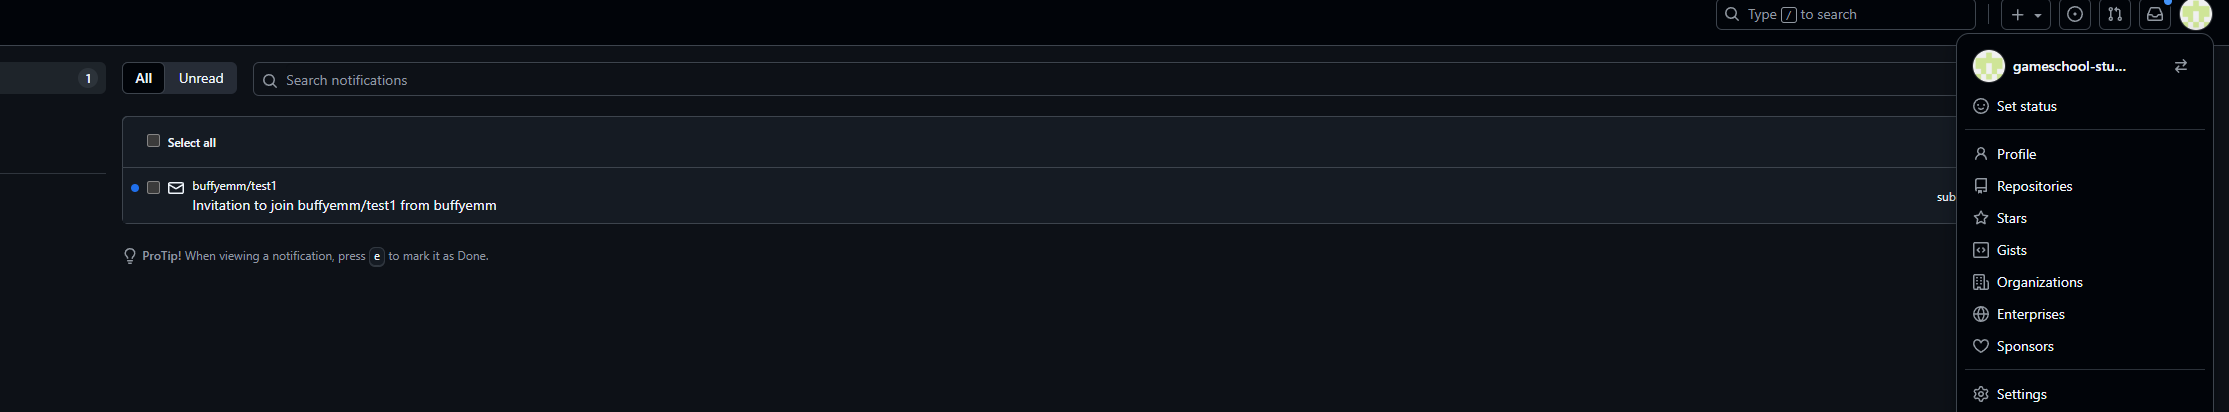 Type / to search
1
All
Unread
Search notifications
Select all
buffyemm/test1
Invitation to join buffyemm/test1 from buffyemm
sub
ProTip! When viewing a notification, press e to mark it as Done.
gameschool-stu...
Set status
Profile
Repositories
Stars
Gists
Organizations
Enterprises
Sponsors
Settings